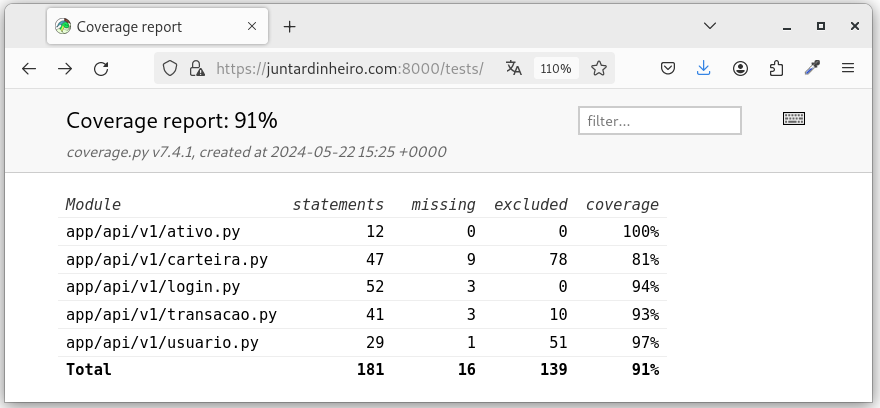 Coverage report
https://juntardinheiro.com:8000/tests/
110%
Coverage report: 91%
filter...
coverage.py v7.4.1, created at 2024-05-22 15:25 +0000
Module statements missing excluded coverage
app/api/v1/ativo.py 12 0 0 100%
app/api/v1/carteira.py 47 9 78 81%
app/api/v1/login.py 52 3 0 94%
app/api/v1/transacao.py 41 3 10 93%
app/api/v1/usuario.py 29 1 51 97%
Total 181 16 139 91%